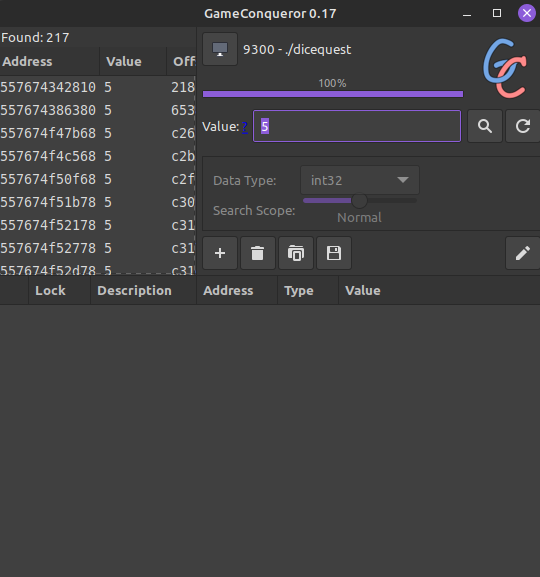 GameConqueror 0.17
Found: 217
Address Value Off
557674342810 5 218
557674386380 5 653
557674f47b68 5 c26
557674f4c568 5 c2b
557674f50f68 5 c2f
557674f51b78 5 c30
557674f52178 5 c31
557674f52778 5 c31
557674f52d78 5 c31
9300 - ./dicequest
100%
Value: ? 5
Data Type: int32
Search Scope:
Normal
Lock Description Address Type Value